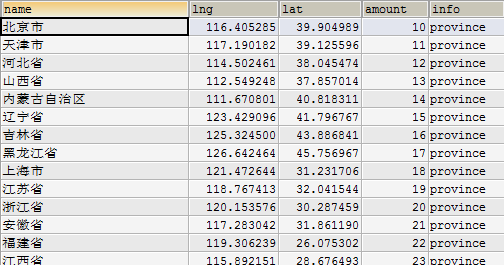 name lng lat amount info
北京市 116.405285 39.904989 10 province
天津市 117.190182 39.125596 11 province
河北省 114.502461 38.045474 12 province
山西省 112.549248 37.857014 13 province
内蒙古自治区 111.670801 40.818311 14 province
辽宁省 123.429096 41.796767 15 province
吉林省 125.324500 43.886841 16 province
黑龙江省 126.642464 45.756967 17 province
上海市 121.472644 31.231706 18 province
江苏省 118.767413 32.041544 19 province
浙江省 120.153576 30.287459 20 province
安徽省 117.283042 31.861190 21 province
福建省 119.306239 26.075302 22 province
江西省 115.892151 28.676493 23 province